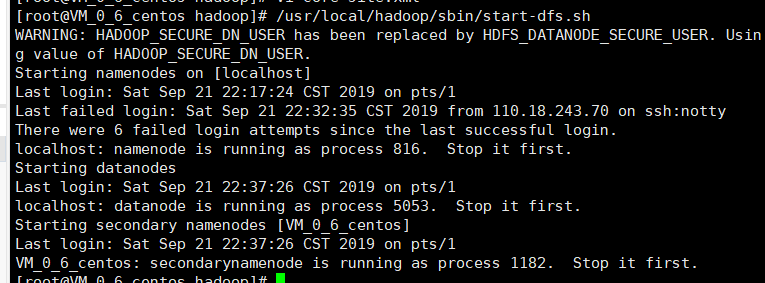 [root@VM_0_6_centos hadoop]# vi core-site.xml
[root@VM_0_6_centos hadoop]# /usr/local/hadoop/sbin/start-dfs.sh
WARNING: HADOOP_SECURE_DN_USER has been replaced by HDFS_DATANODE_SECURE_USER. Usin
g value of HADOOP_SECURE_DN_USER.
Starting namenodes on [localhost]
Last login: Sat Sep 21 22:17:24 CST 2019 on pts/1
Last failed login: Sat Sep 21 22:32:35 CST 2019 from 110.18.243.70 on ssh:notty
There were 6 failed login attempts since the last successful login.
localhost: namenode is running as process 816.  Stop it first.
Starting datanodes
Last login: Sat Sep 21 22:37:26 CST 2019 on pts/1
localhost: datanode is running as process 5053.  Stop it first.
Starting secondary namenodes [VM_0_6_centos]
Last login: Sat Sep 21 22:37:26 CST 2019 on pts/1
VM_0_6_centos: secondarynamenode is running as process 1182.  Stop it first.
[root@VM_0_6_centos hadoop]#